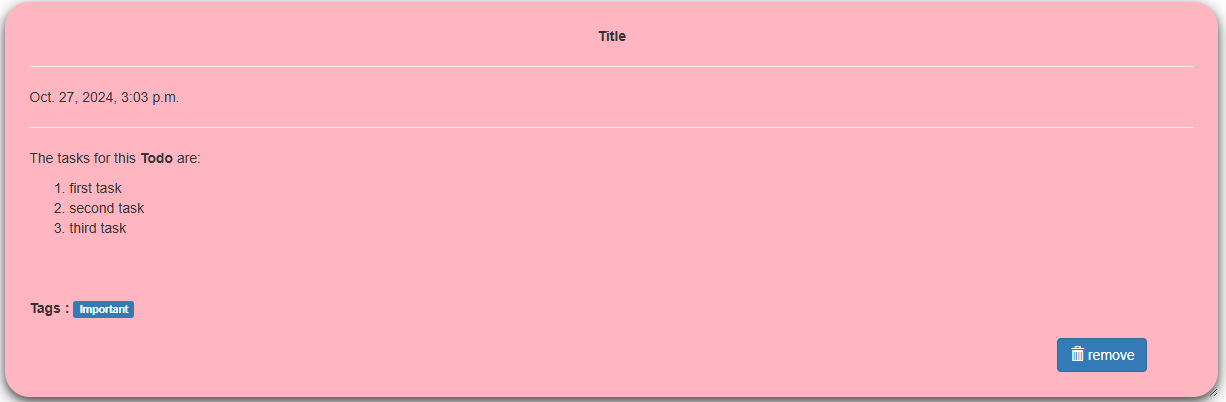 Title
Oct. 27, 2024, 3:03 p.m.
The tasks for this Todo are:
1. first task
2. second task
3. third task
Tags : Important
remove